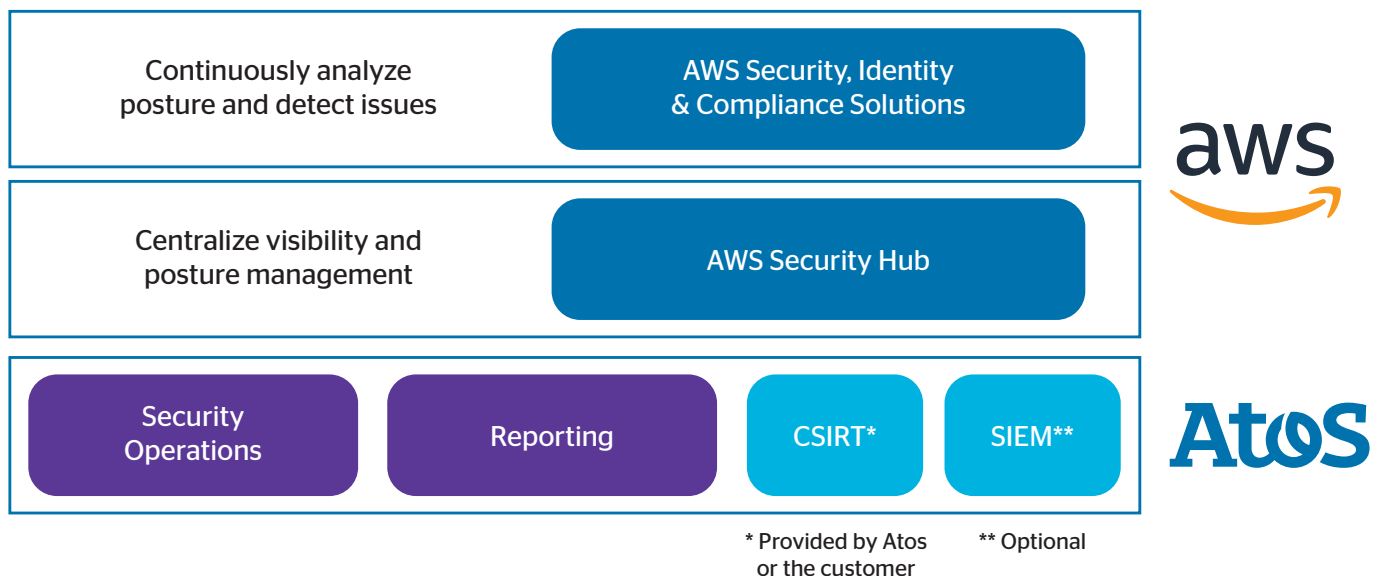 Continuously analyze
posture and detect issues
AWS Security, Identity
& Compliance Solutions
aws
Centralize visibility and
posture management
AWS Security Hub
Security
Operations
Reporting
CSIRT*
SIEM**
Atos
* Provided by Atos
or the customer
** Optional